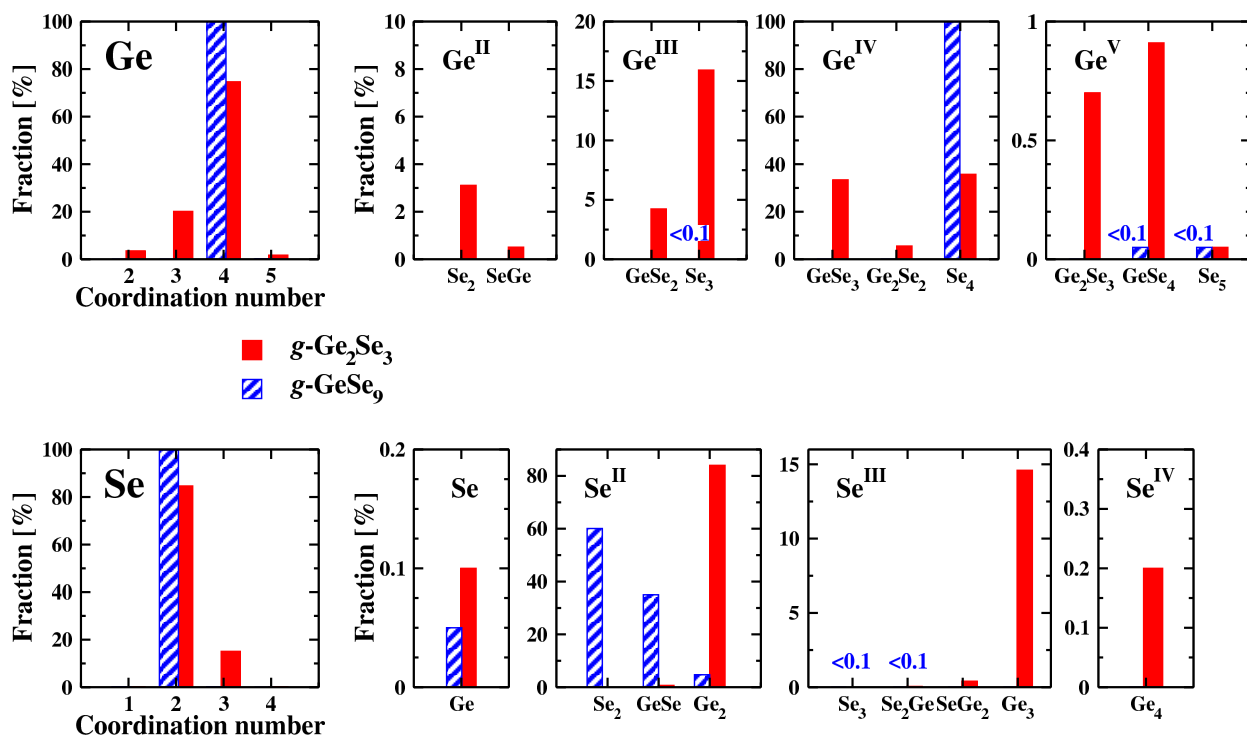 Ge
Fraction [%]
100
80
60
40
20
0
2 3 4 5
Coordination number
Ge^II
Fraction [%]
10
8
6
4
2
0
Se₂ SeGe
Ge^III
20
15
10
5
0
<0.1
GeSe₂ Se₃
Ge^IV
100
80
60
40
20
0
GeSe₃ Ge₂Se₂ Se₄
Ge^V
1
0.5
0
<0.1 <0.1
Ge₂Se₃ GeSe₄ Se₅
g-Ge₂Se₃
g-GeSe₉
Se
Fraction [%]
100
80
60
40
20
0
1 2 3 4
Coordination number
Se
Fraction [%]
0.2
0.1
0
Ge
Se^II
80
60
40
20
0
Se₂ GeSe Ge₂
Se^III
15
10
5
0
<0.1 <0.1
Se₃ Se₂Ge SeGe₂ Ge₃
Se^IV
0.4
0.3
0.2
0.1
0
Ge₄